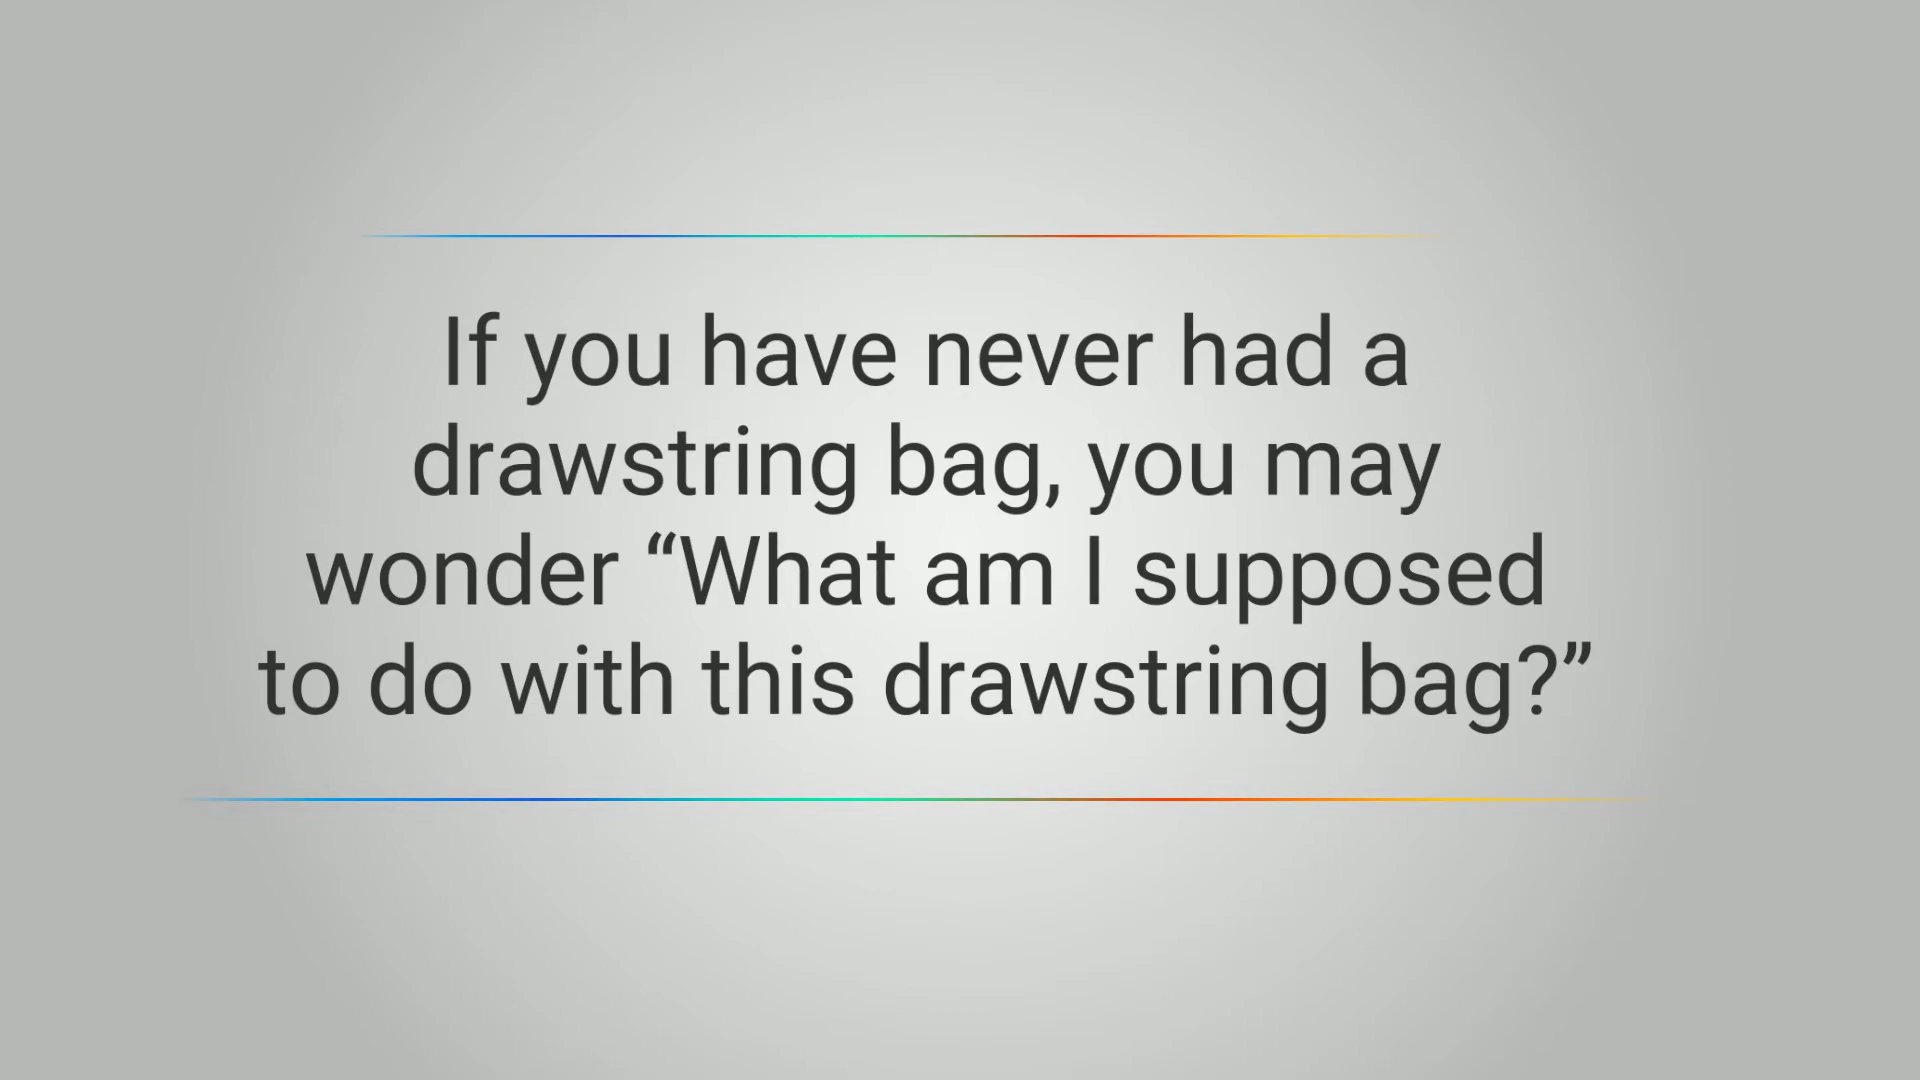 If you have never had a
drawstring bag, you may
wonder “What am I supposed
to do with this drawstring bag?”